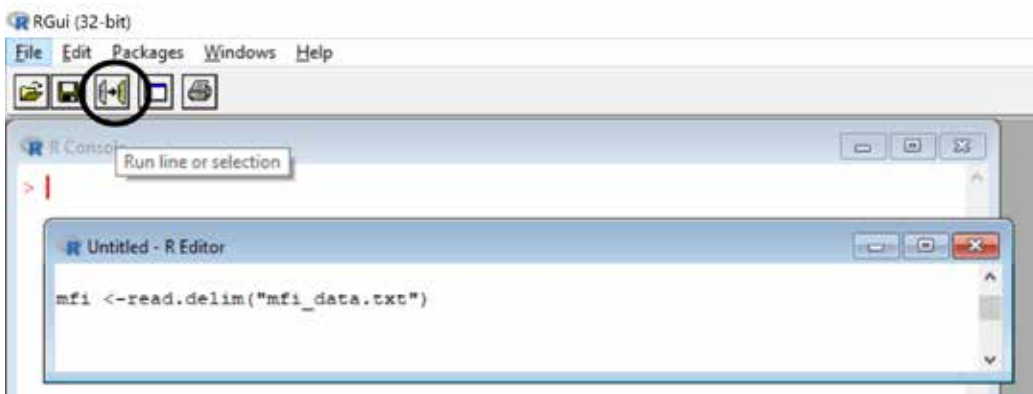 RGui (32-bit)
File Edit Packages Windows Help
R Console
Run line or selection
>
Untitled - R Editor
mfi <-read.delim("mfi_data.txt")